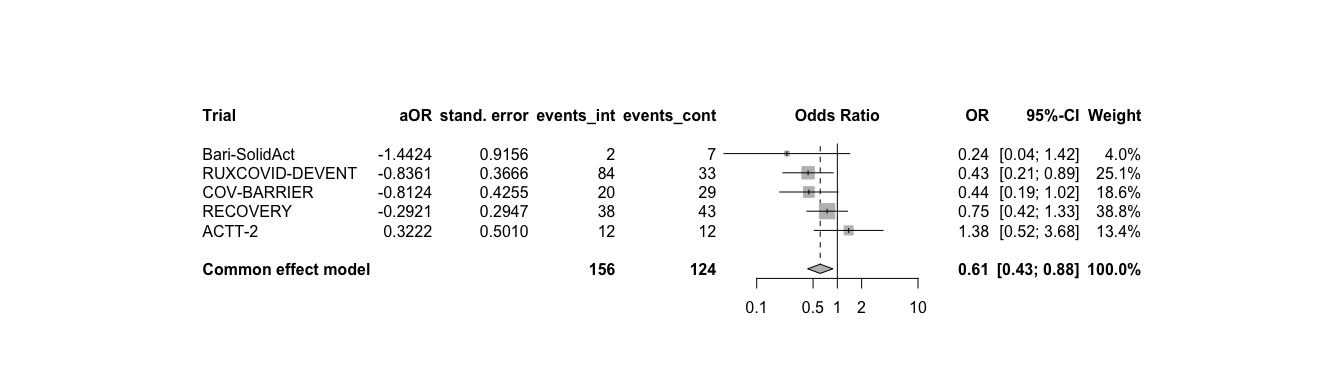 Trial aOR stand. error events_int events_cont Odds Ratio OR 95%-CI Weight
Bari-SolidAct -1.4424 0.9156 2 7 0.24 [0.04; 1.42] 4.0%
RUXCOVID-DEVENT -0.8361 0.3666 84 33 0.43 [0.21; 0.89] 25.1%
COV-BARRIER -0.8124 0.4255 20 29 0.44 [0.19; 1.02] 18.6%
RECOVERY -0.2921 0.2947 38 43 0.75 [0.42; 1.33] 38.8%
ACTT-2 0.3222 0.5010 12 12 1.38 [0.52; 3.68] 13.4%
Common effect model 156 124 0.61 [0.43; 0.88] 100.0%
0.1 0.5 1 2 10